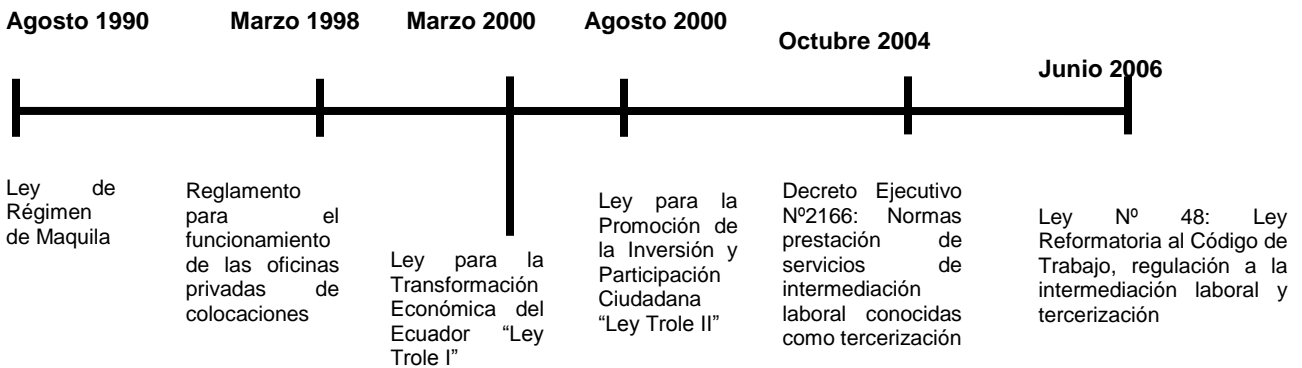 Agosto 1990
Marzo 1998
Marzo 2000
Agosto 2000
Octubre 2004
Junio 2006
Ley de
Régimen
de Maquila
Reglamento
para el
funcionamiento
de las oficinas
privadas de
colocaciones
Ley para la
Transformación
Económica del
Ecuador “Ley
Trole I”
Ley para la
Promoción de
la Inversión y
Participación
Ciudadana
“Ley Trole II”
Decreto Ejecutivo
Nº2166: Normas
prestación de
servicios de
intermediación
laboral conocidas
como tercerización
Ley Nº 48: Ley
Reformatoria al Código de
Trabajo, regulación a la
intermediación laboral y
tercerización